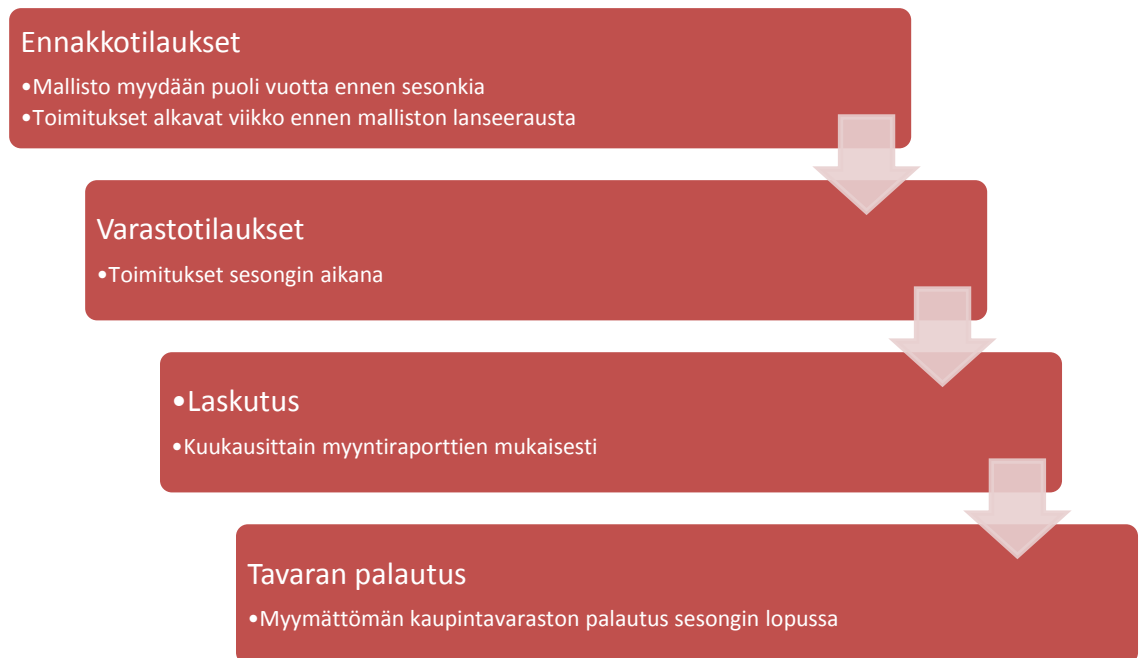 Ennakkotilaukset
•Mallisto myydään puoli vuotta ennen sesonkia
•Toimitukset alkavat viikko ennen malliston lanseerausta
Varastotilaukset
•Toimitukset sesongin aikana
•Laskutus
•Kuukausittain myyntiraporttien mukaisesti
Tavaran palautus
•Myymättömän kaupintavaraston palautus sesongin lopussa